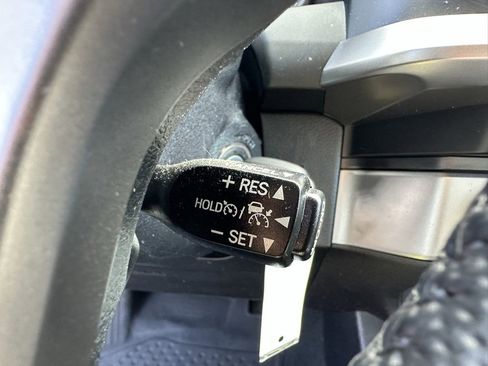 + RES
HOLD /
− SET